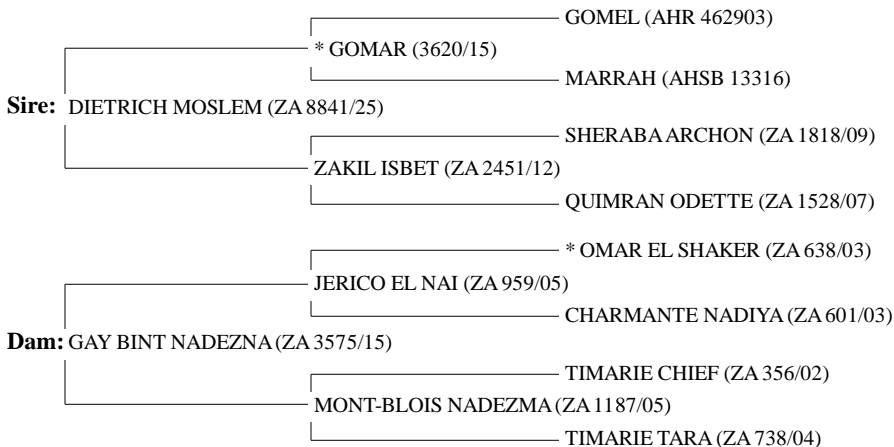 GOMEL (AHR 462903)
* GOMAR (3620/15)
MARRAH (AHSB 13316)
Sire: DIETRICH MOSLEM (ZA 8841/25)
SHERABA ARCHON (ZA 1818/09)
ZAKIL ISBET (ZA 2451/12)
QUIMRAN ODETTE (ZA 1528/07)
* OMAR EL SHAKER (ZA 638/03)
JERICO EL NAI (ZA 959/05)
CHARMANTE NADIYA (ZA 601/03)
Dam: GAY BINT NADEZNA (ZA 3575/15)
TIMARIE CHIEF (ZA 356/02)
MONT-BLOIS NADEZMA (ZA 1187/05)
TIMARIE TARA (ZA 738/04)